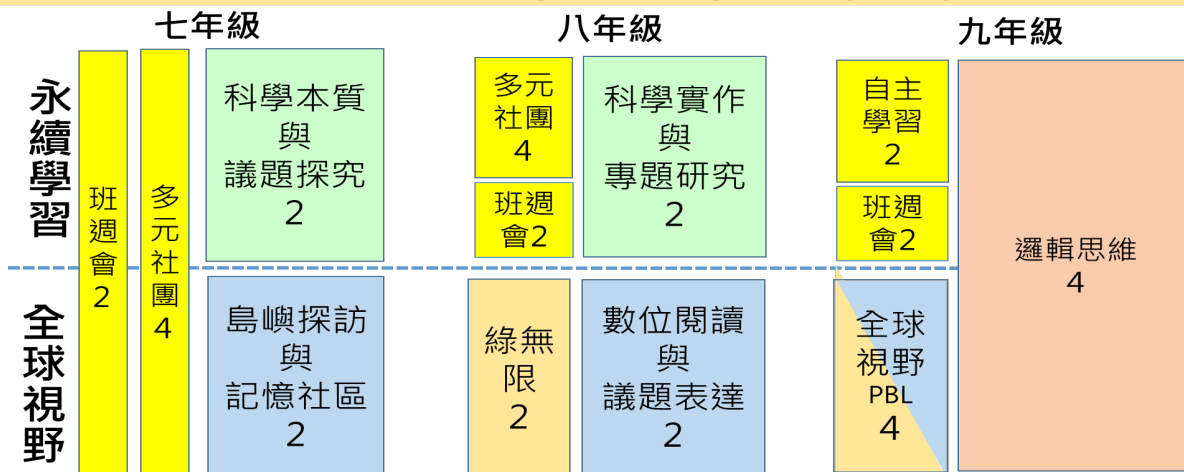 七年級
八年級
九年級
永續學習
全球視野
班週會2
多元社團4
科學本質
與
議題探究
2
島嶼探訪
與
記憶社區
2
多元
社團
4
班週
會2
科學實作
與
專題研究
2
綠無
限
2
數位閱讀
與
議題表達
2
自主
學習
2
班週
會2
全球
視野
PBL
4
邏輯思維
4